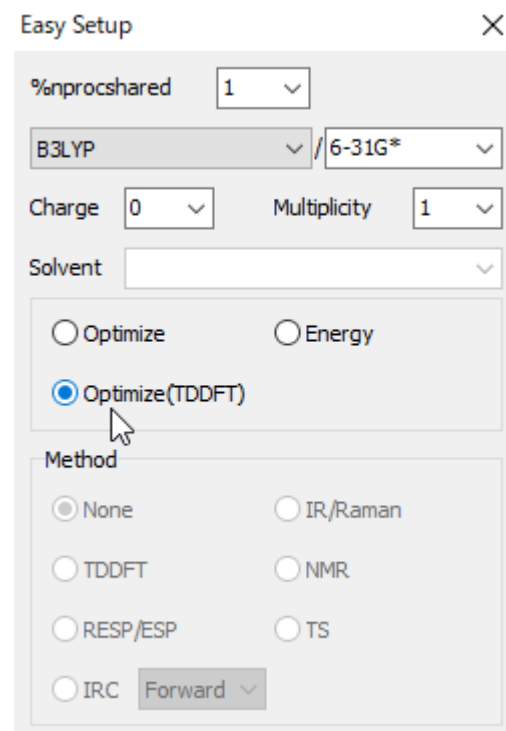 Easy Setup
%nprocshared 1
B3LYP / 6-31G*
Charge 0 Multiplicity 1
Solvent
Optimize Energy
Optimize(TDDFT)
Method
None IR/Raman
TDDFT NMR
RESP/ESP TS
IRC Forward